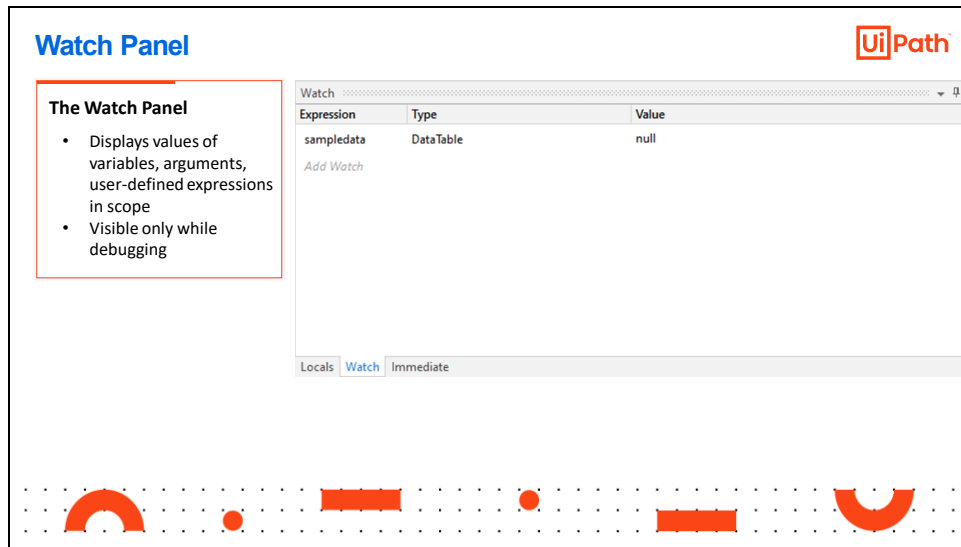 Watch Panel
UiPath
The Watch Panel
• Displays values of
variables, arguments,
user-defined expressions
in scope
• Visible only while
debugging
Watch
Expression Type Value
sampledata DataTable null
Add Watch
Locals Watch Immediate